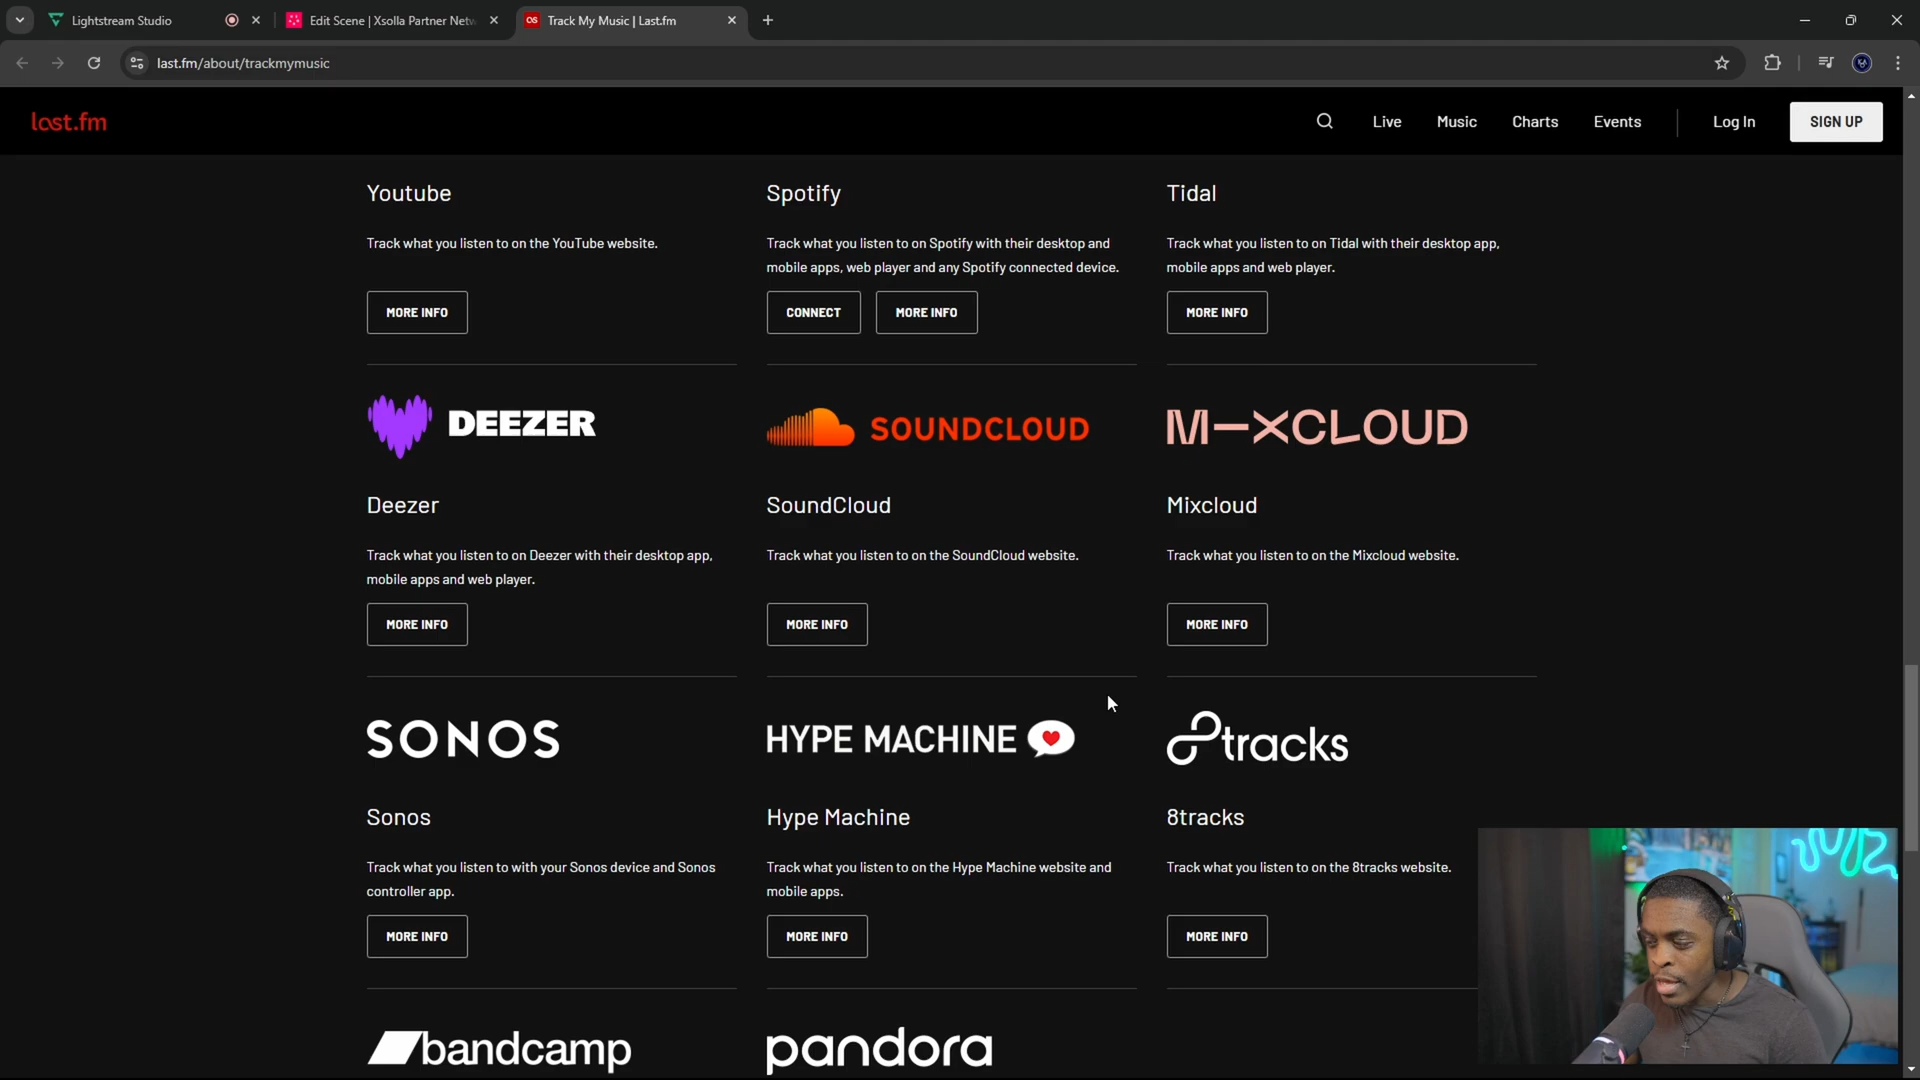 Lightstream Studio
Edit Scene | Xsolla Partner Netw
Track My Music | Last.fm
last.fm/about/trackmymusic
last.fm
Live
Music
Charts
Events
Log In
SIGN UP
Youtube
Track what you listen to on the YouTube website.
MORE INFO
Spotify
Track what you listen to on Spotify with their desktop and
mobile apps, web player and any Spotify connected device.
CONNECT
MORE INFO
Tidal
Track what you listen to on Tidal with their desktop app,
mobile apps and web player.
MORE INFO
DEEZER
Deezer
Track what you listen to on Deezer with their desktop app,
mobile apps and web player.
MORE INFO
SOUNDCLOUD
SoundCloud
Track what you listen to on the SoundCloud website.
MORE INFO
M-XCLOUD
Mixcloud
Track what you listen to on the Mixcloud website.
MORE INFO
SONOS
Sonos
Track what you listen to with your Sonos device and Sonos
controller app.
MORE INFO
HYPE MACHINE
Hype Machine
Track what you listen to on the Hype Machine website and
mobile apps.
MORE INFO
8tracks
8tracks
Track what you listen to on the 8tracks website.
MORE INFO
bandcamp
pandora